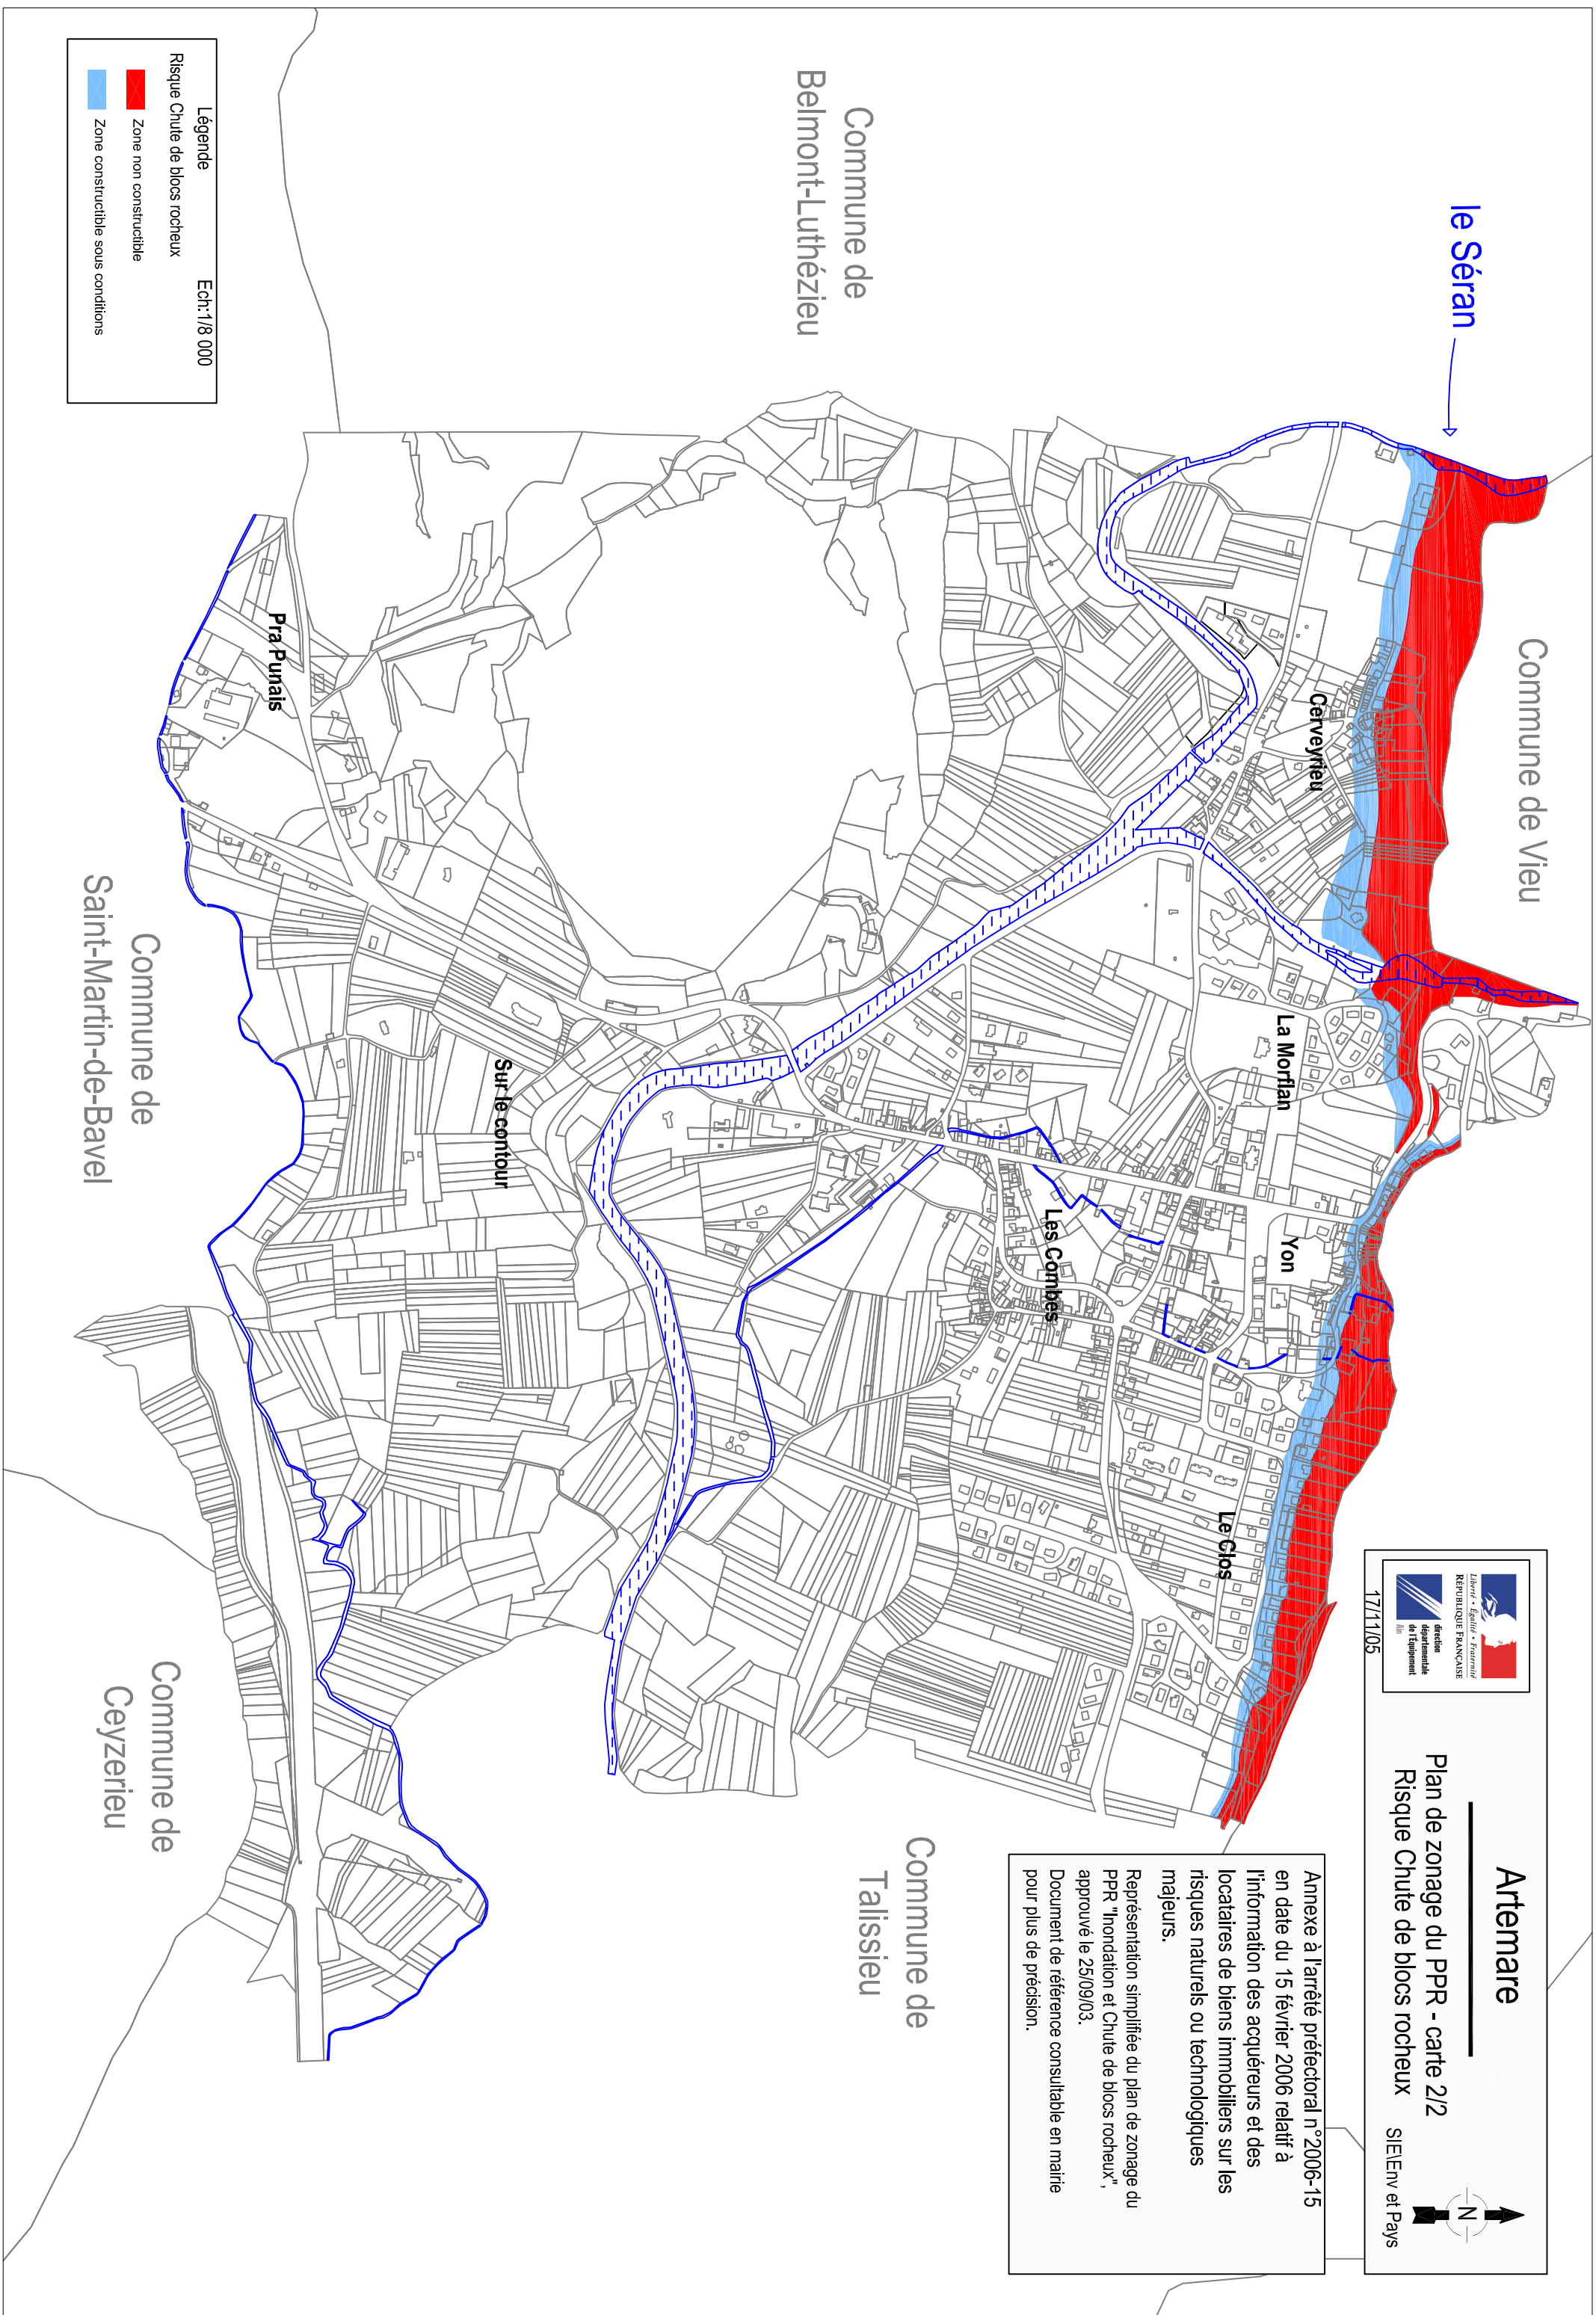 Artemare
Plan de zonage du PPR - carte 2/2
Risque Chute de blocs rocheux
SIE\Env et Pays
N
Liberté • Égalité • Fraternité
RÉPUBLIQUE FRANÇAISE
direction
départementale
de l'Équipement
Ain
17/11/05
Annexe à l'arrêté préfectoral n°2006-15
en date du 15 février 2006 relatif à
l'information des acquéreurs et des
locataires de biens immobiliers sur les
risques naturels ou technologiques
majeurs.
Représentation simplifiée du plan de zonage du
PPR "Inondation et Chute de blocs rocheux",
approuvé le 25/09/03.
Document de référence consultable en mairie
pour plus de précision.
le Séran
Commune de Vieu
Cerveyrieu
La Morflan
Yon
Le Clos
Les Combes
Commune de
Belmont-Luthézieu
Commune de
Talissieu
Sur le contour
Pra Punais
Commune de
Saint-Martin-de-Bavel
Commune de
Ceyzerieu
Légende
Ech:1/8 000
Risque Chute de blocs rocheux
Zone non constructible
Zone constructible sous conditions